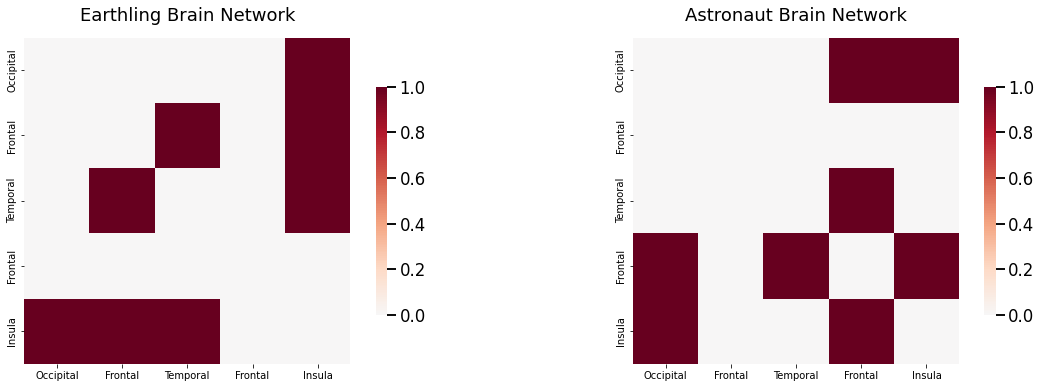 Earthling Brain Network
Occipital
Frontal
Temporal
Frontal
Insula
Occipital Frontal Temporal Frontal Insula
1.0
0.8
0.6
0.4
0.2
0.0
Astronaut Brain Network
Occipital
Frontal
Temporal
Frontal
Insula
Occipital Frontal Temporal Frontal Insula
1.0
0.8
0.6
0.4
0.2
0.0